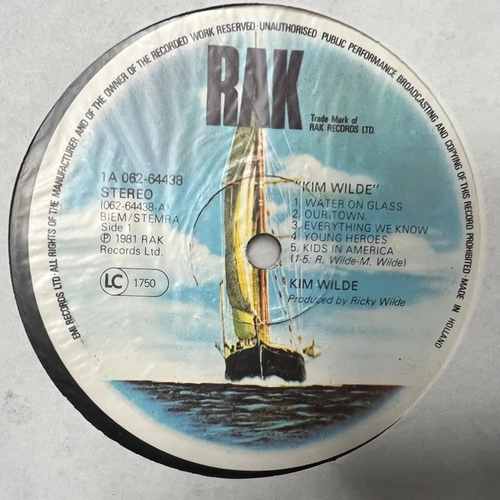 EMI RECORDS LTD. ALL RIGHTS OF THE MANUFACTURER AND OF THE OWNER OF THE RECORDED WORK RESERVED·UNAUTHORISED·PUBLIC PERFORMANCE BROADCASTING AND COPYING OF THIS RECORD PROHIBITED·MADE IN HOLLAND
RAK
Trade Mark of
RAK RECORDS LTD.
1A 062-64438
STEREO
(062-64438-A)
BIEM/STEMRA
Side 1
℗ 1981 RAK
Records Ltd.
LC 1750
"KIM WILDE"
1. WATER ON GLASS
2. OUR TOWN
3. EVERYTHING WE KNOW
4. YOUNG HEROES
5. KIDS IN AMERICA
(1-5. R. Wilde-M. Wilde)
KIM WILDE
Produced by Ricky Wilde